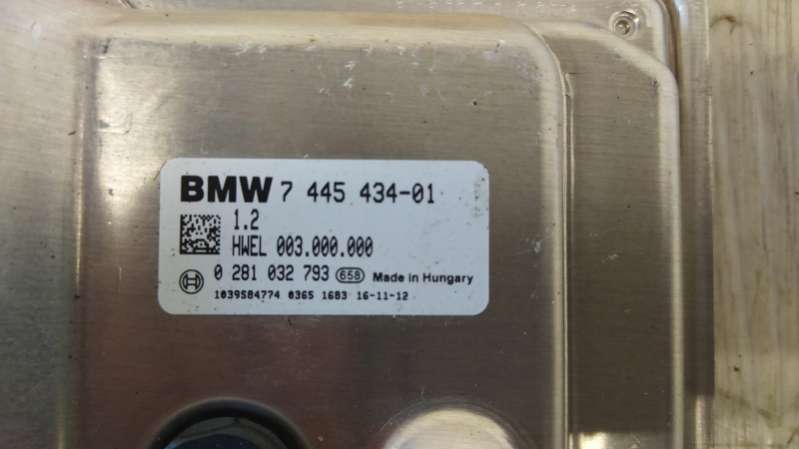 BMW 7 445 434-01
1.2
HWEL 003.000.000
0 281 032 793 658 Made in Hungary
1039S84774 0365 1683 16-11-12